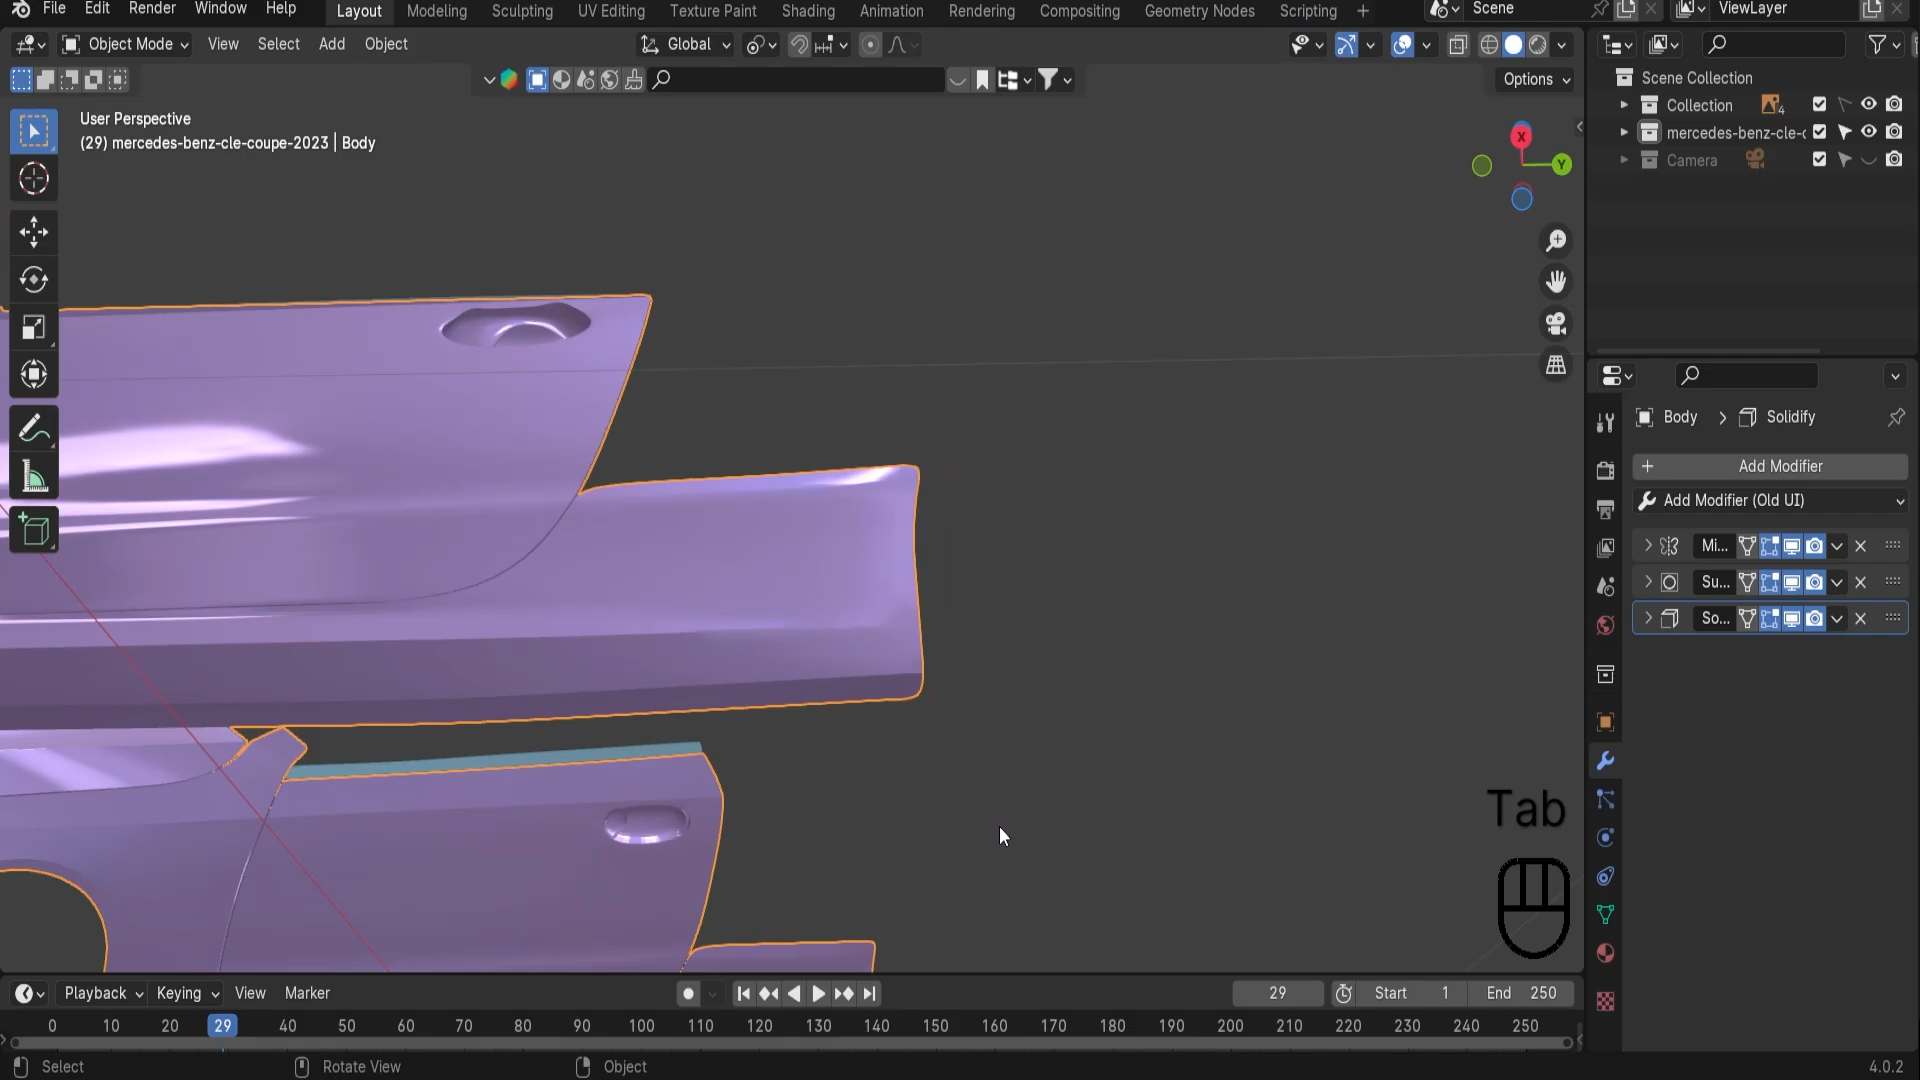 File Edit Render Window Help Layout Modeling Sculpting UV Editing Texture Paint Shading Animation Rendering Compositing Geometry Nodes Scripting + Scene ViewLayer
Object Mode View Select Add Object Global
Options
User Perspective
(29) mercedes-benz-cle-coupe-2023 | Body
X
Y
Scene Collection
Collection 4
mercedes-benz-cle-c
Camera
Body > Solidify
+ Add Modifier
Add Modifier (Old UI)
Mi...
Su...
So...
Tab
Playback Keying View Marker 29 Start 1 End 250
0 10 20 29 40 50 60 70 80 90 100 110 120 130 140 150 160 170 180 190 200 210 220 230 240 250
Select Rotate View Object 4.0.2